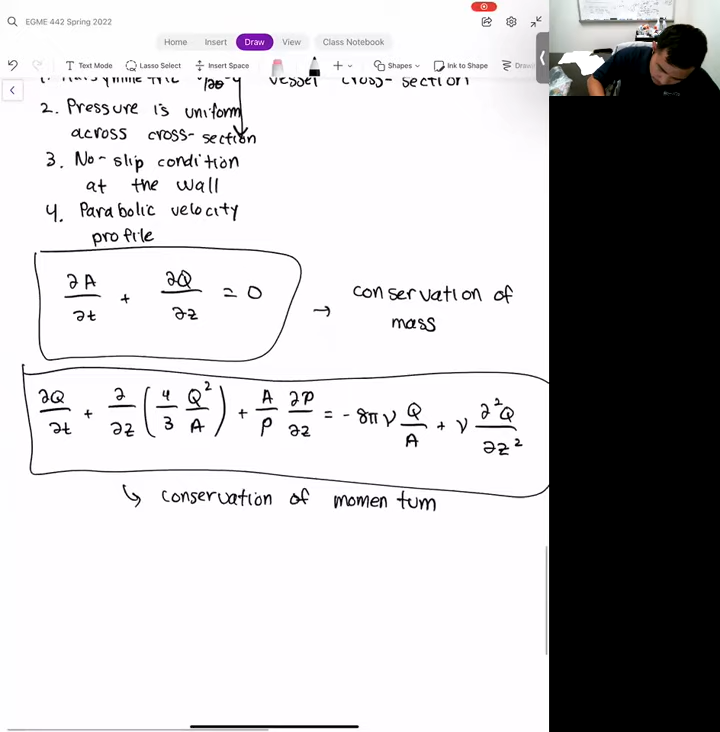 EGME 442 Spring 2022
Home Insert Draw View Class Notebook
Text Mode Lasso Select Insert Space Shapes Ink to Shape Draw
vessel cross-section
2. Pressure is uniform
across cross-section
3. No-slip condition
at the wall
4. Parabolic velocity
profile
∂A/∂t + ∂Q/∂z = 0 → conservation of
mass
∂Q/∂t + ∂/∂z (4/3 Q²/A) + A/ρ ∂P/∂z = -8πν Q/A + ν ∂²Q/∂z²
↳ conservation of momentum